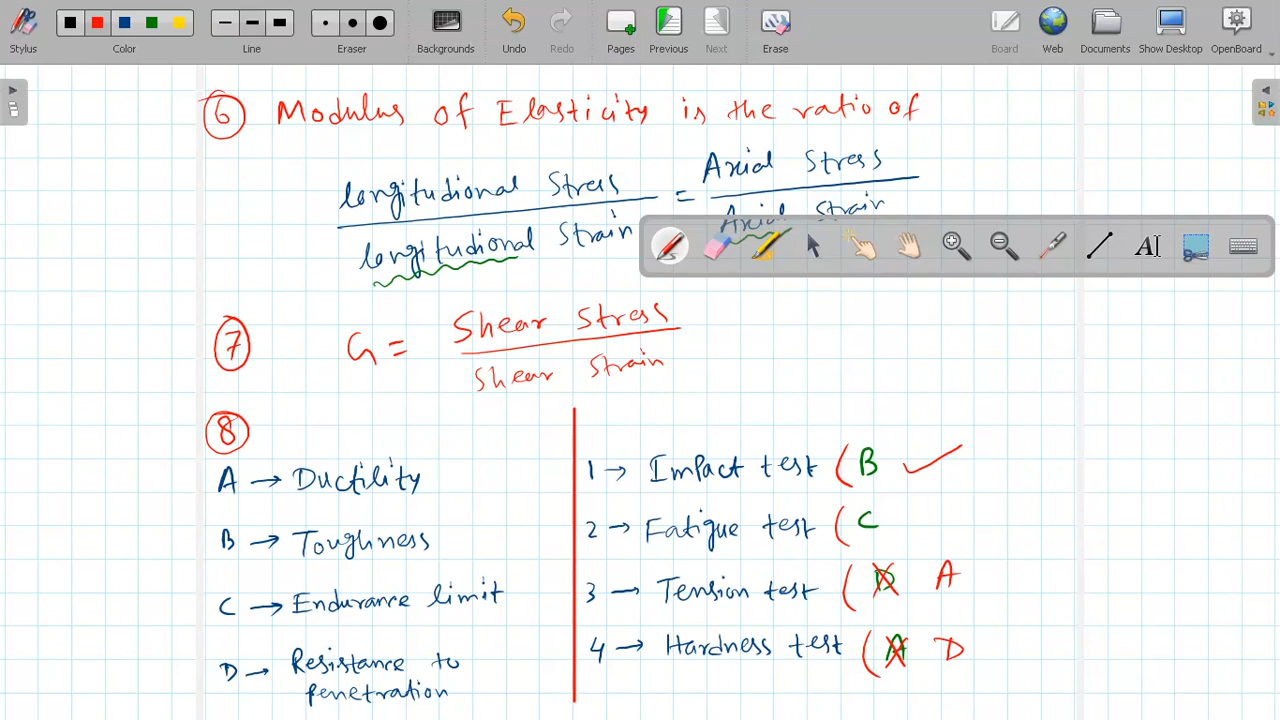 Stylus Color Line Eraser Backgrounds Undo Redo Pages Previous Next Erase Board Web Documents Show Desktop OpenBoard
6 Modulus of Elasticity is the ratio of
longitudional Stress = Axial Stress
longitudional Strain Axial Strain
7 G = Shear Stress
Shear Strain
8
A → Ductility 1 → Impact test ( B ✓
B → Toughness 2 → Fatigue test ( C
C → Endurance limit 3 → Tension test ( D A
D → Resistance to 4 → Hardness test ( A D
penetration